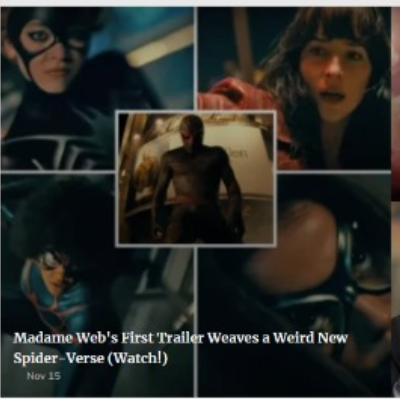 Madame Web's First Trailer Weaves a Weird New
Spider-Verse (Watch!)
Nov 15